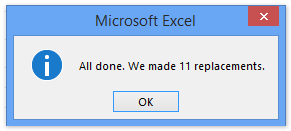 Microsoft Excel
All done. We made 11 replacements.
OK